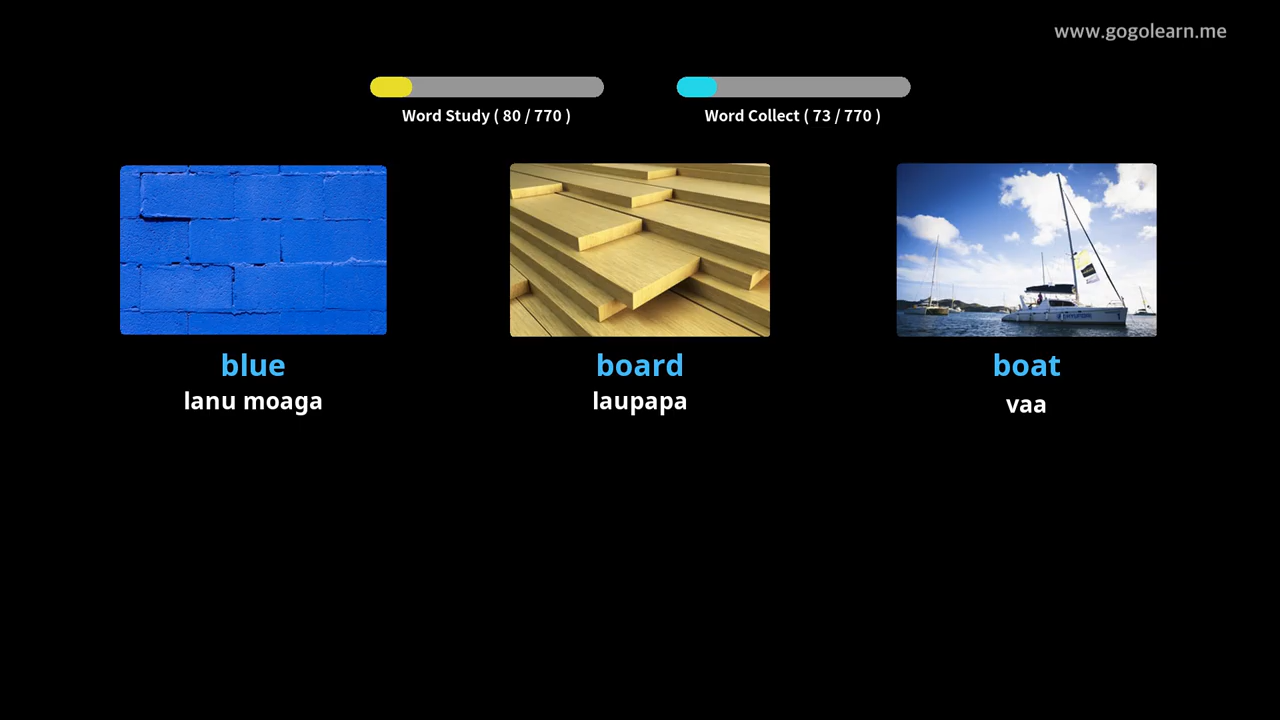 www.gogolearn.me
Word Study ( 80 / 770 )
Word Collect ( 73 / 770 )
blue
lanu moaga
board
laupapa
boat
vaa